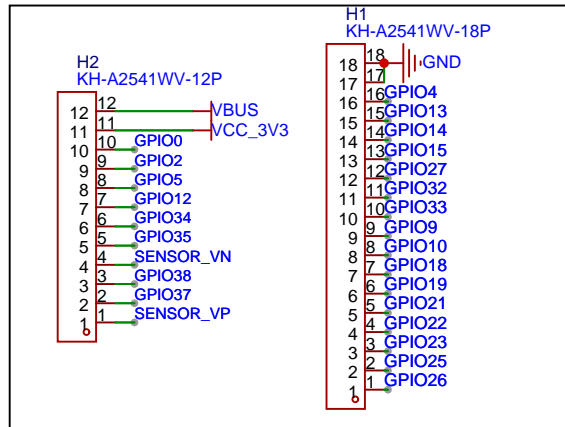 H2
KH-A2541WV-12P
12 12 VBUS
11 11 VCC_3V3
10 10 GPIO0
9 9 GPIO2
8 8 GPIO5
7 7 GPIO12
6 6 GPIO34
5 5 GPIO35
4 4 SENSOR_VN
3 3 GPIO38
2 2 GPIO37
1 1 SENSOR_VP
H1
KH-A2541WV-18P
18 18 GND
17 17
16 16 GPIO4
15 15 GPIO13
14 14 GPIO14
13 13 GPIO15
12 12 GPIO27
11 11 GPIO32
10 10 GPIO33
9 9 GPIO9
8 8 GPIO10
7 7 GPIO18
6 6 GPIO19
5 5 GPIO21
4 4 GPIO22
3 3 GPIO23
2 2 GPIO25
1 1 GPIO26